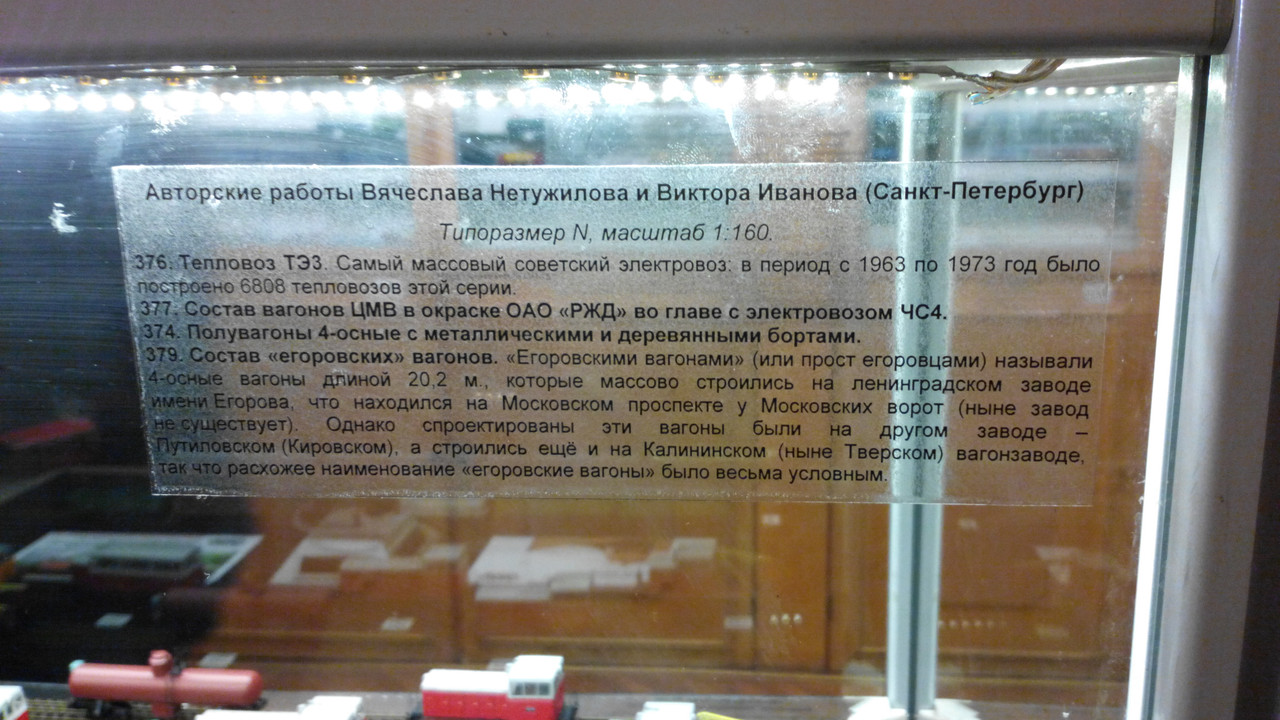 Авторские работы Вячеслава Нетужилова и Виктора Иванова (Санкт-Петербург)
Типоразмер N, масштаб 1:160.
376. Тепловоз ТЭ3. Самый массовый советский электровоз: в период с 1963 по 1973 год было
построено 6808 тепловозов этой серии.
377. Состав вагонов ЦМВ в окраске ОАО «РЖД» во главе с электровозом ЧС4.
374. Полувагоны 4-осные с металлическими и деревянными бортами.
379. Состав «егоровских» вагонов. «Егоровскими вагонами» (или прост егоровцами) называли
4-осные вагоны длиной 20,2 м., которые массово строились на ленинградском заводе
имени Егорова, что находился на Московском проспекте у Московских ворот (ныне завод
не существует). Однако спроектированы эти вагоны были на другом заводе –
Путиловском (Кировском), а строились ещё и на Калининском (ныне Тверском) вагонзаводе,
так что расхожее наименование «егоровские вагоны» было весьма условным.